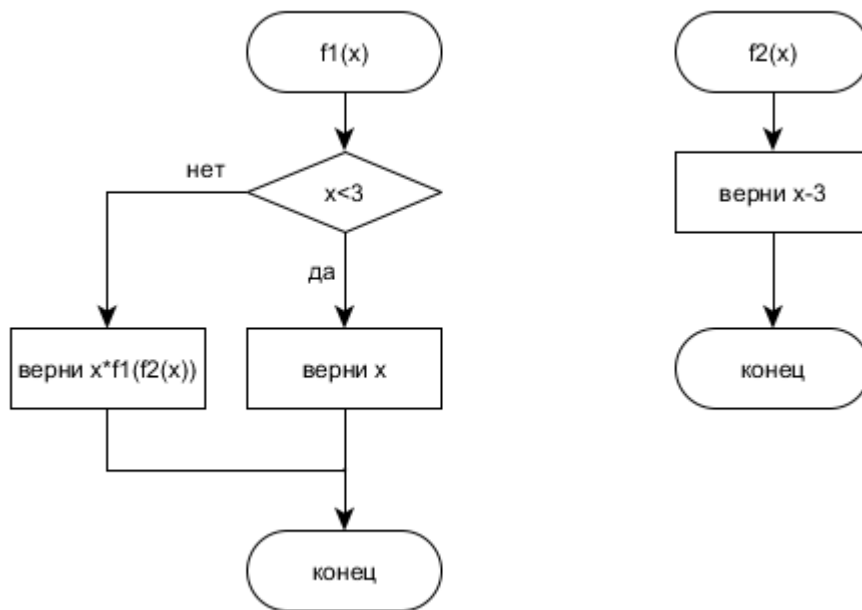 f1(x)
нет
x<3
да
верни x*f1(f2(x))
верни x
конец
f2(x)
верни x-3
конец